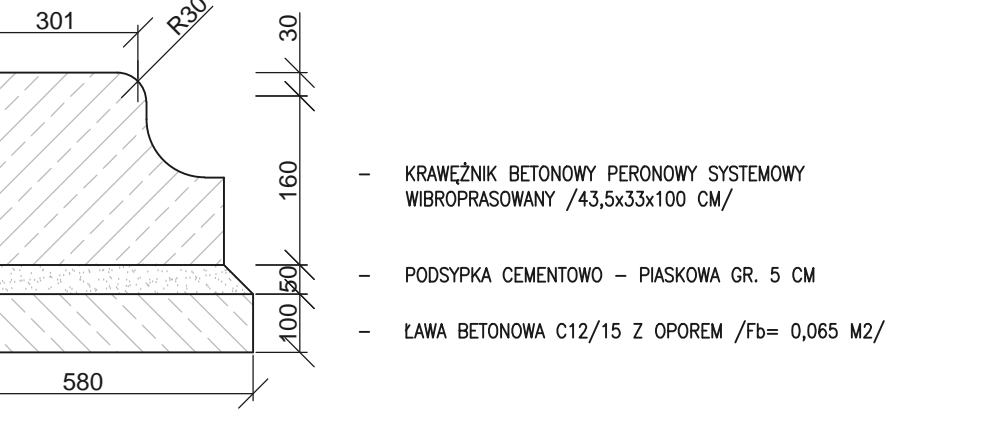 301
R30
30
160
- KRAWĘŻNIK BETONOWY PERONOWY SYSTEMOWY
WIBROPRASOWANY /43,5x33x100 CM/
50
- PODSYPKA CEMENTOWO - PIASKOWA GR. 5 CM
100
- ŁAWA BETONOWA C12/15 Z OPOREM /Fb= 0,065 M2/
580